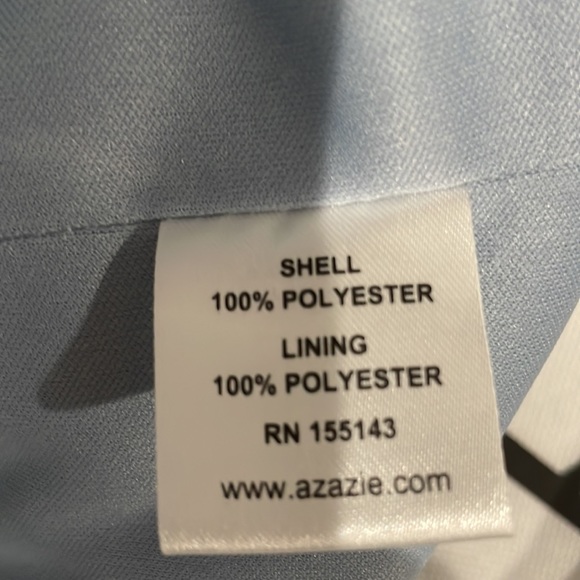 SHELL
100% POLYESTER
LINING
100% POLYESTER
RN 155143
www.azazie.com